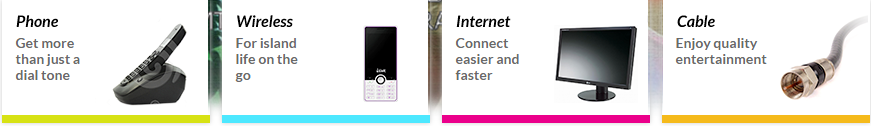 Phone
Get more
than just a
dial tone
Wireless
For island
life on the
go
Internet
Connect
easier and
faster
Cable
Enjoy quality
entertainment